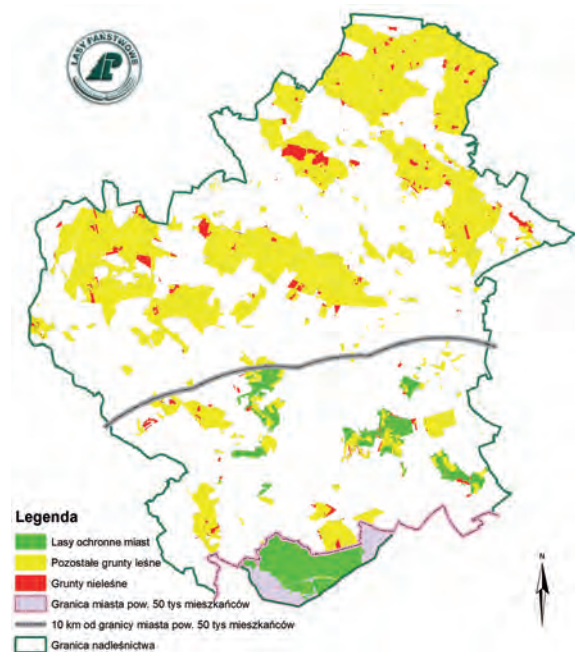 LASY PAŃSTWOWE
Legenda
Lasy ochronne miast
Pozostałe grunty leśne
Grunty nieleśne
Granica miasta pow. 50 tys mieszkańców
10 km od granicy miasta pow. 50 tys mieszkańców
Granica nadleśnictwa
N